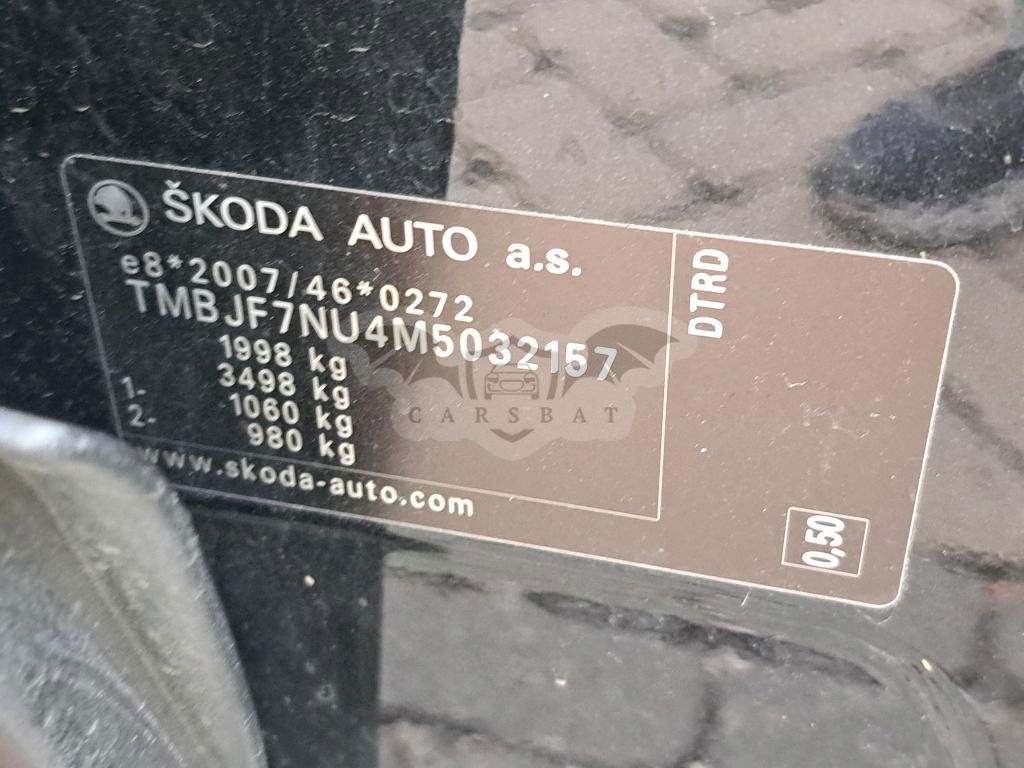 ŠKODA AUTO a.s.
e8*2007/46*0272
TMBJF7NU4M5032157
1998 kg
3498 kg
1. 1060 kg
2. 980 kg
www.skoda-auto.com
DTRD
0,50
CARSBAT